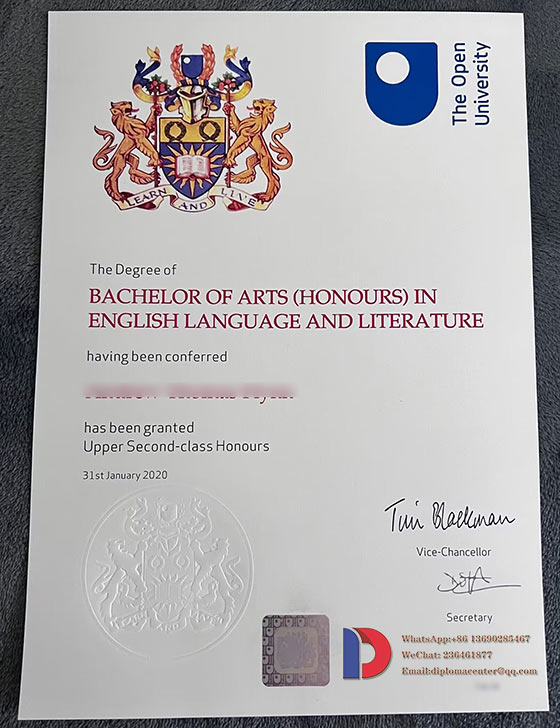 The Open
University
LEARN AND LIVE
The Degree of
BACHELOR OF ARTS (HONOURS) IN
ENGLISH LANGUAGE AND LITERATURE
having been conferred
has been granted
Upper Second-class Honours
31st January 2020
Tim Blackman
Vice-Chancellor
Secretary
WhatsApp:+86 13690285467
WeChat: 236461877
Email:diplomacenter@qq.com